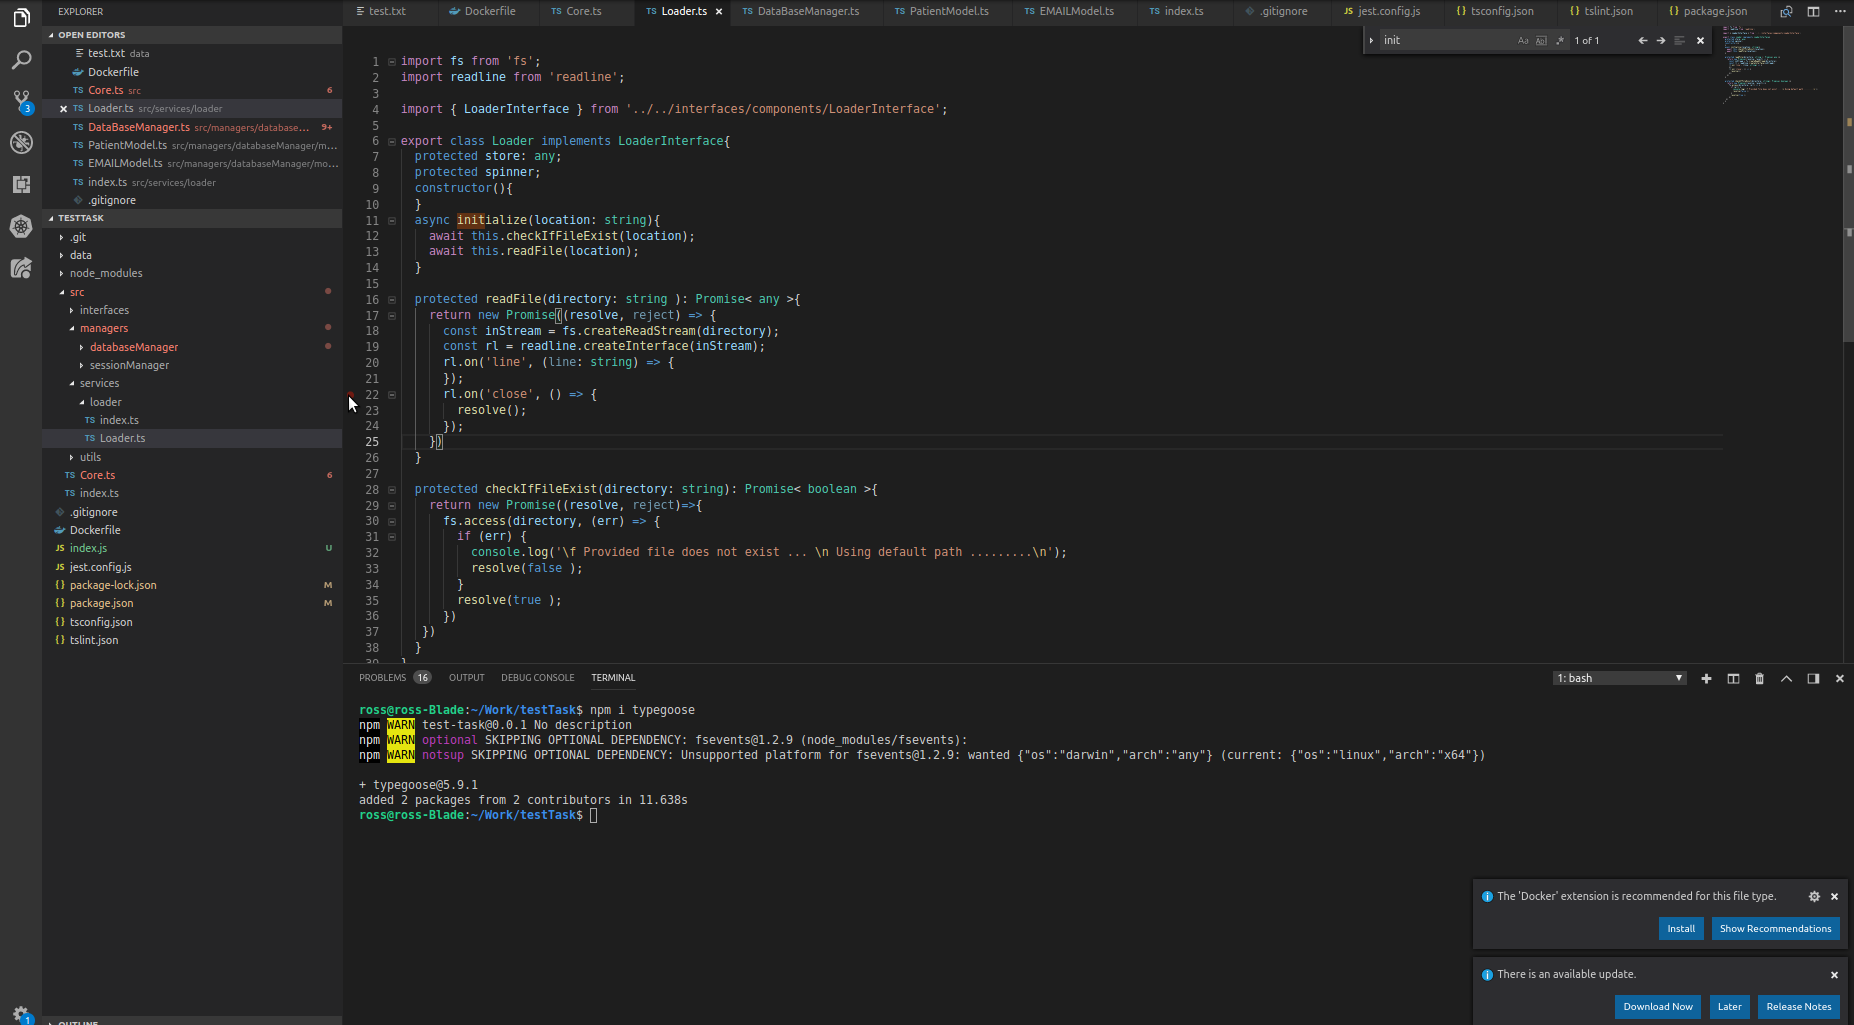 EXPLORER
OPEN EDITORS
test.txt data
Dockerfile
TS Core.ts src 6
TS Loader.ts src/services/loader
TS DataBaseManager.ts src/managers/database... 9+
TS PatientModel.ts src/managers/databaseManager/m...
TS EMAILModel.ts src/managers/databaseManager/mo...
TS index.ts src/services/loader
.gitignore
TESTTASK
.git
data
node_modules
src
interfaces
managers
databaseManager
sessionManager
services
loader
TS index.ts
TS Loader.ts
utils
TS Core.ts 6
TS index.ts
.gitignore
Dockerfile
JS index.js U
JS jest.config.js
{} package-lock.json M
{} package.json M
{} tsconfig.json
{} tslint.json
OUTLINE
3
1
test.txt Dockerfile TS Core.ts TS Loader.ts × TS DataBaseManager.ts TS PatientModel.ts TS EMAILModel.ts TS index.ts .gitignore JS jest.config.js {} tsconfig.json {} tslint.json {} package.json
init Aa Abl .* 1 of 1
1 import fs from 'fs';
2 import readline from 'readline';
3
4 import { LoaderInterface } from '../../interfaces/components/LoaderInterface';
5
6 export class Loader implements LoaderInterface{
7 protected store: any;
8 protected spinner;
9 constructor(){
10 }
11 async initialize(location: string){
12 await this.checkIfFileExist(location);
13 await this.readFile(location);
14 }
15
16 protected readFile(directory: string ): Promise< any >{
17 return new Promise((resolve, reject) => {
18 const inStream = fs.createReadStream(directory);
19 const rl = readline.createInterface(inStream);
20 rl.on('line', (line: string) => {
21 });
22 rl.on('close', () => {
23 resolve();
24 });
25 })
26 }
27
28 protected checkIfFileExist(directory: string): Promise< boolean >{
29 return new Promise((resolve, reject)=>{
30 fs.access(directory, (err) => {
31 if (err) {
32 console.log('\f Provided file does not exist ... \n Using default path .........\n');
33 resolve(false );
34 }
35 resolve(true );
36 })
37 })
38 }
39 }
PROBLEMS 16 OUTPUT DEBUG CONSOLE TERMINAL 1: bash
ross@ross-Blade:~/Work/testTask$ npm i typegoose
npm WARN test-task@0.0.1 No description
npm WARN optional SKIPPING OPTIONAL DEPENDENCY: fsevents@1.2.9 (node_modules/fsevents):
npm WARN notsup SKIPPING OPTIONAL DEPENDENCY: Unsupported platform for fsevents@1.2.9: wanted {"os":"darwin","arch":"any"} (current: {"os":"linux","arch":"x64"})
+ typegoose@5.9.1
added 2 packages from 2 contributors in 11.638s
ross@ross-Blade:~/Work/testTask$
The 'Docker' extension is recommended for this file type.
Install Show Recommendations
There is an available update.
Download Now Later Release Notes